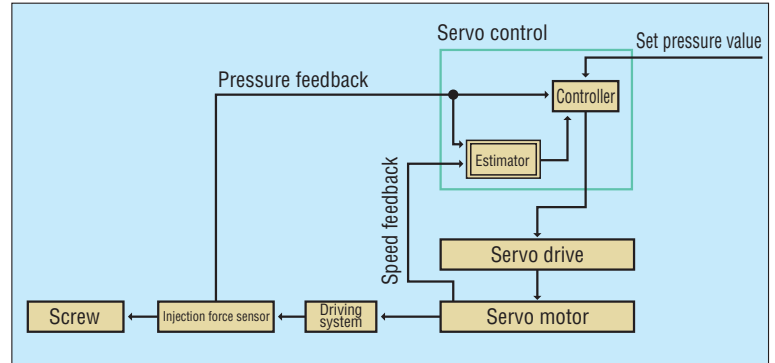 Servo control
Set pressure value
Pressure feedback
Controller
Estimator
Speed feedback
Servo drive
Screw
Injection force sensor
Driving
system
Servo motor